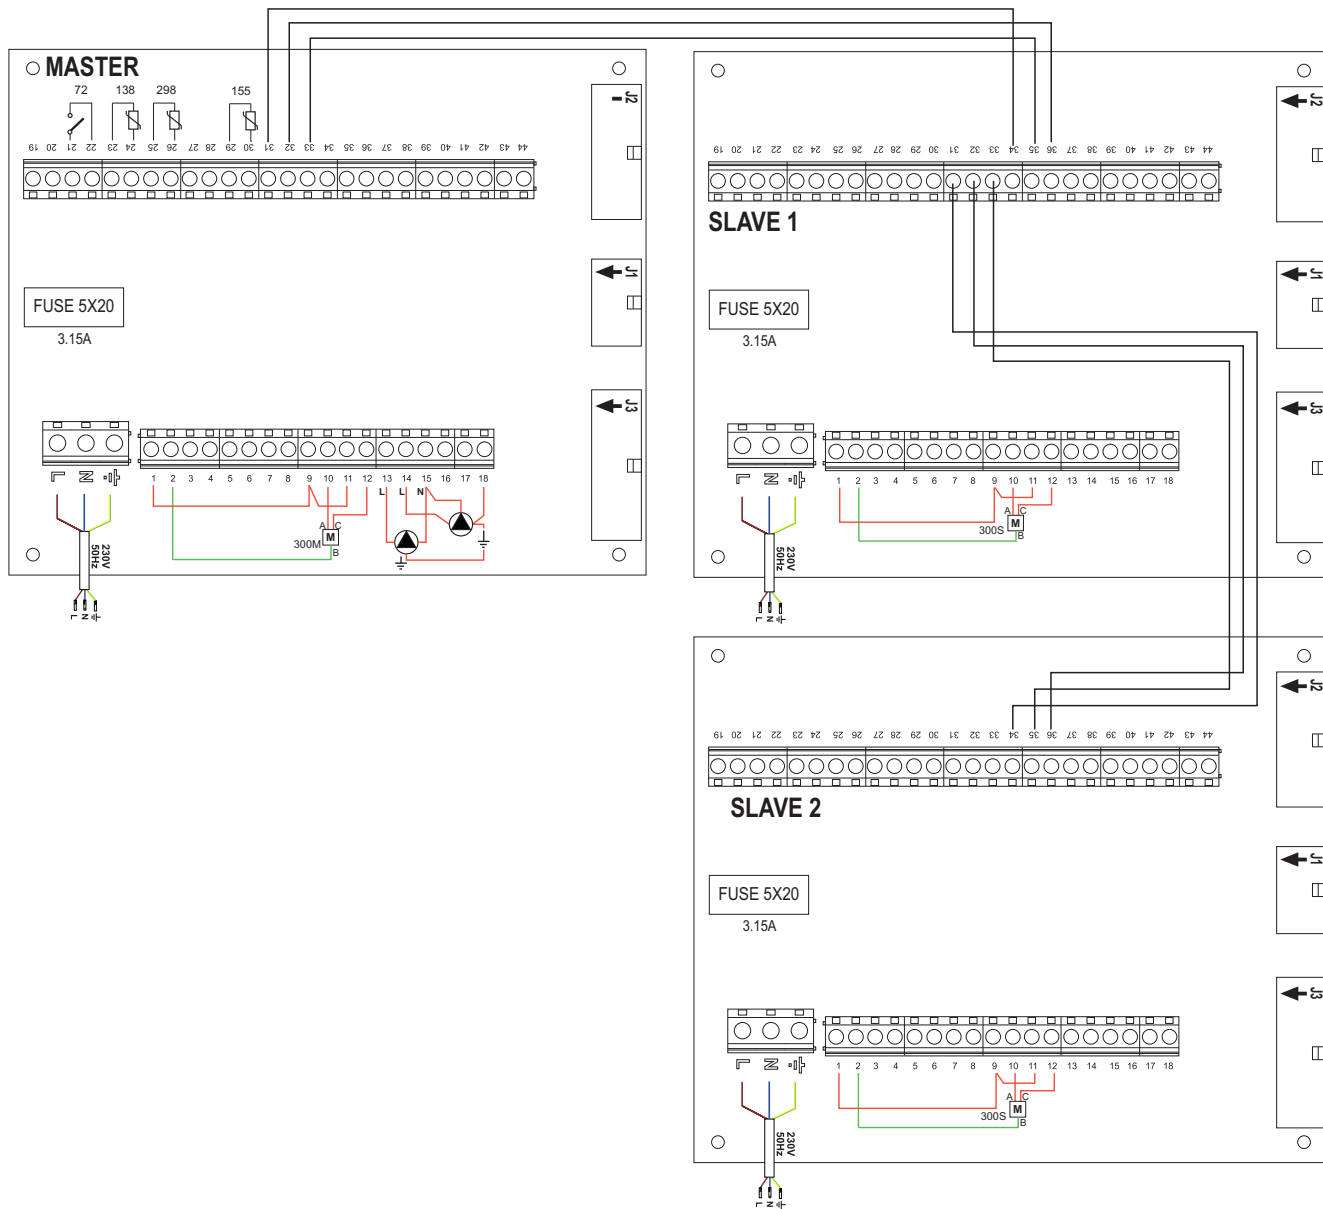 MASTER
72 138 298 155
19 20 21 22 23 24 25 26 27 28 29 30 31 32 33 34 35 36 37 38 39 40 41 42 43 44
J2
J1
FUSE 5X20
3.15A
J3
L N
1 2 3 4 5 6 7 8 9 10 11 12 13 14 15 16 17 18
L L N
A C
300M M
B
230V
50Hz
L N
J2
19 20 21 22 23 24 25 26 27 28 29 30 31 32 33 34 35 36 37 38 39 40 41 42 43 44
SLAVE 1
J1
FUSE 5X20
3.15A
J3
L N
1 2 3 4 5 6 7 8 9 10 11 12 13 14 15 16 17 18
A C
300S M
B
230V
50Hz
L N
J2
19 20 21 22 23 24 25 26 27 28 29 30 31 32 33 34 35 36 37 38 39 40 41 42 43 44
SLAVE 2
J1
FUSE 5X20
3.15A
J3
L N
1 2 3 4 5 6 7 8 9 10 11 12 13 14 15 16 17 18
A C
300S M
B
230V
50Hz
L N